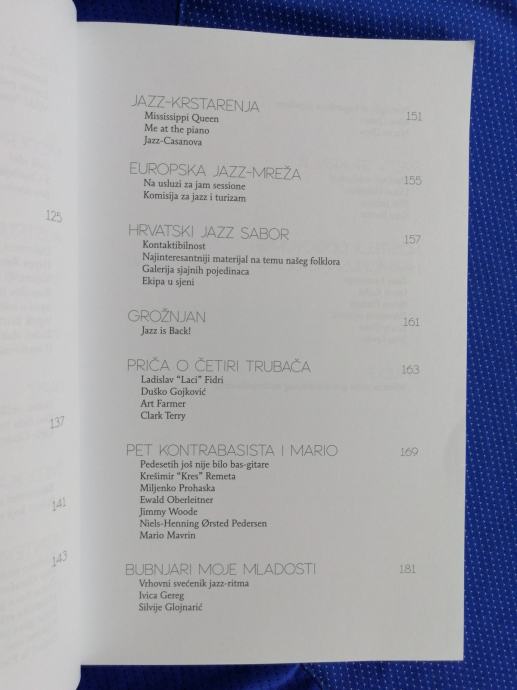 125
137
141
143
JAZZ-KRSTARENJA 151
Mississippi Queen
Me at the piano
Jazz-Casanova
EUROPSKA JAZZ-MREŽA 155
Na usluzi za jam sessione
Komisija za jazz i turizam
HRVATSKI JAZZ SABOR 157
Kontaktibilnost
Najinteresantniji materijal na temu našeg folklora
Galerija sjajnih pojedinaca
Ekipa u sjeni
GROŽNJAN 161
Jazz is Back!
PRIČA O ČETIRI TRUBAČA 163
Ladislav "Laci" Fidri
Duško Gojković
Art Farmer
Clark Terry
PET KONTRABASISTA I MARIO 169
Pedesetih još nije bilo bas-gitare
Krešimir "Kres" Remeta
Miljenko Prohaska
Ewald Oberleitner
Jimmy Woode
Niels-Henning Ørsted Pedersen
Mario Mavrin
BUBNJARI MOJE MLADOSTI 181
Vrhovni svećenik jazz-ritma
Ivica Gereg
Silvije Glojnarić